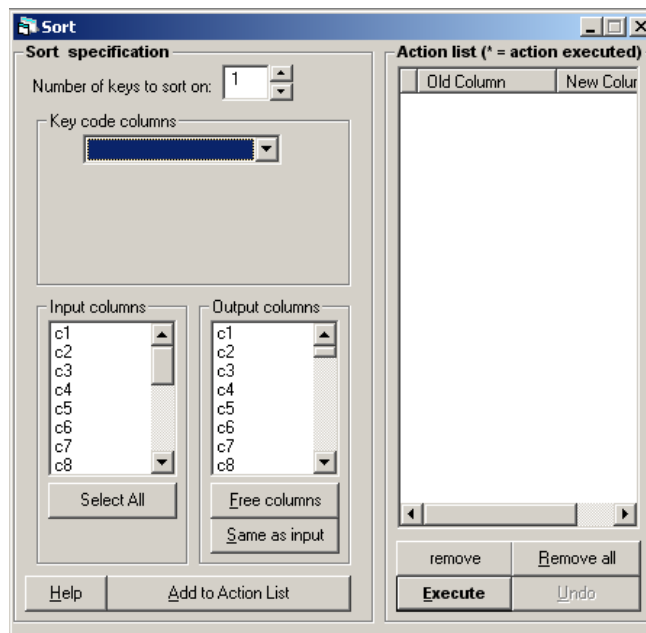 Sort
Sort specification
Number of keys to sort on: 1
Key code columns
Input columns
c1
c2
c3
c4
c5
c6
c7
c8
Select All
Output columns
c1
c2
c3
c4
c5
c6
c7
c8
Free columns
Same as input
Help
Add to Action List
Action list (* = action executed)
Old Column New Colur
remove Remove all
Execute Undo